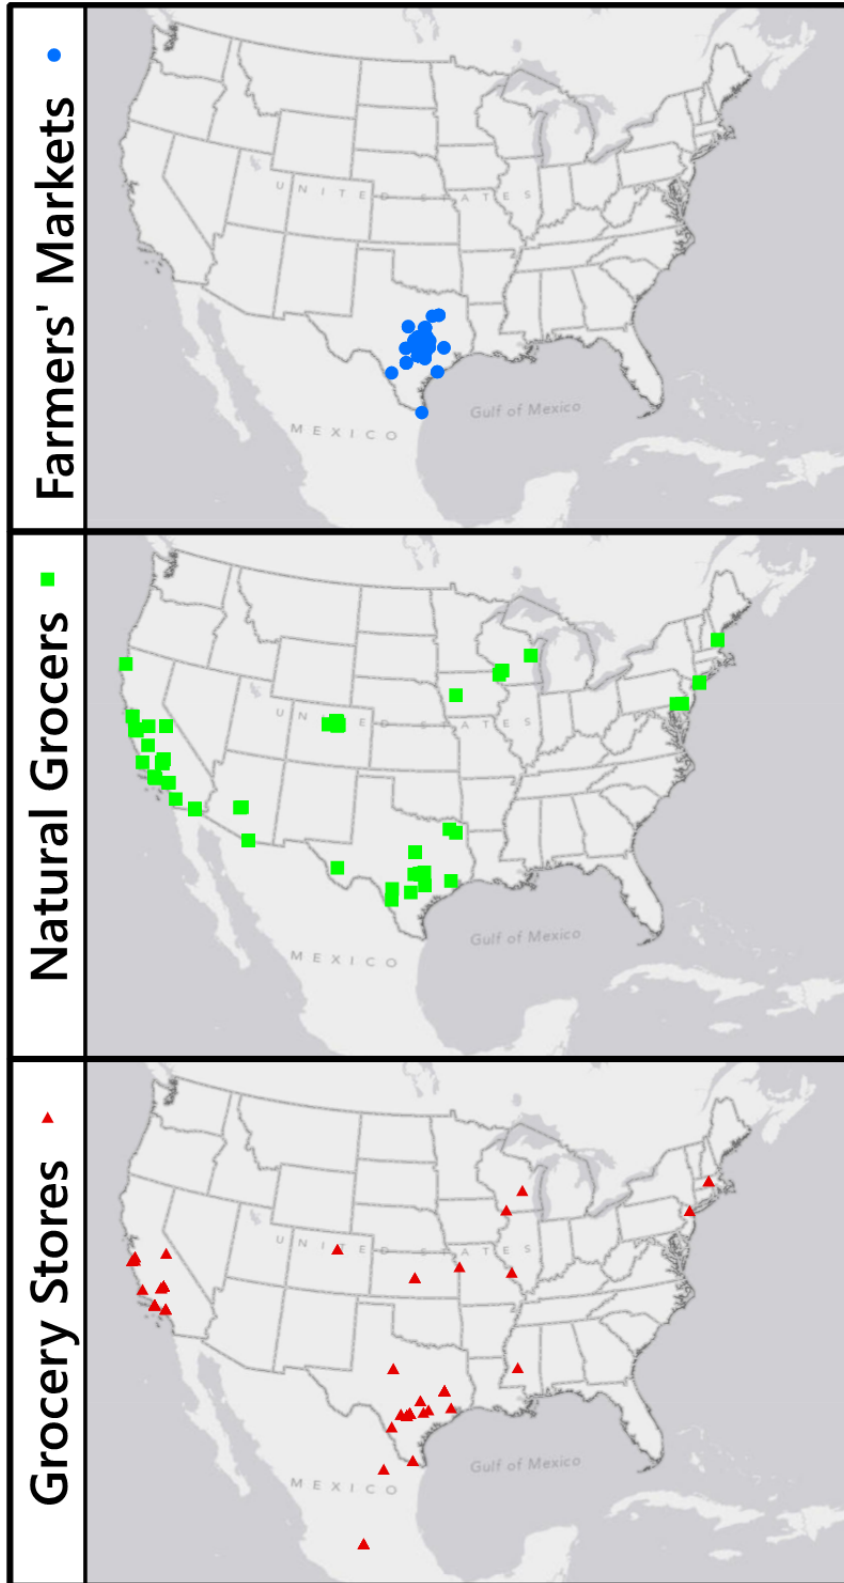 Farmers' Markets
UNITED STATES
MEXICO
Gulf of Mexico
Natural Grocers
UNITED STATES
MEXICO
Gulf of Mexico
Grocery Stores
UNITED STATES
MEXICO
Gulf of Mexico